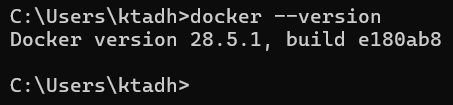 C:\Users\ktadh>docker --version
Docker version 28.5.1, build e180ab8
C:\Users\ktadh>